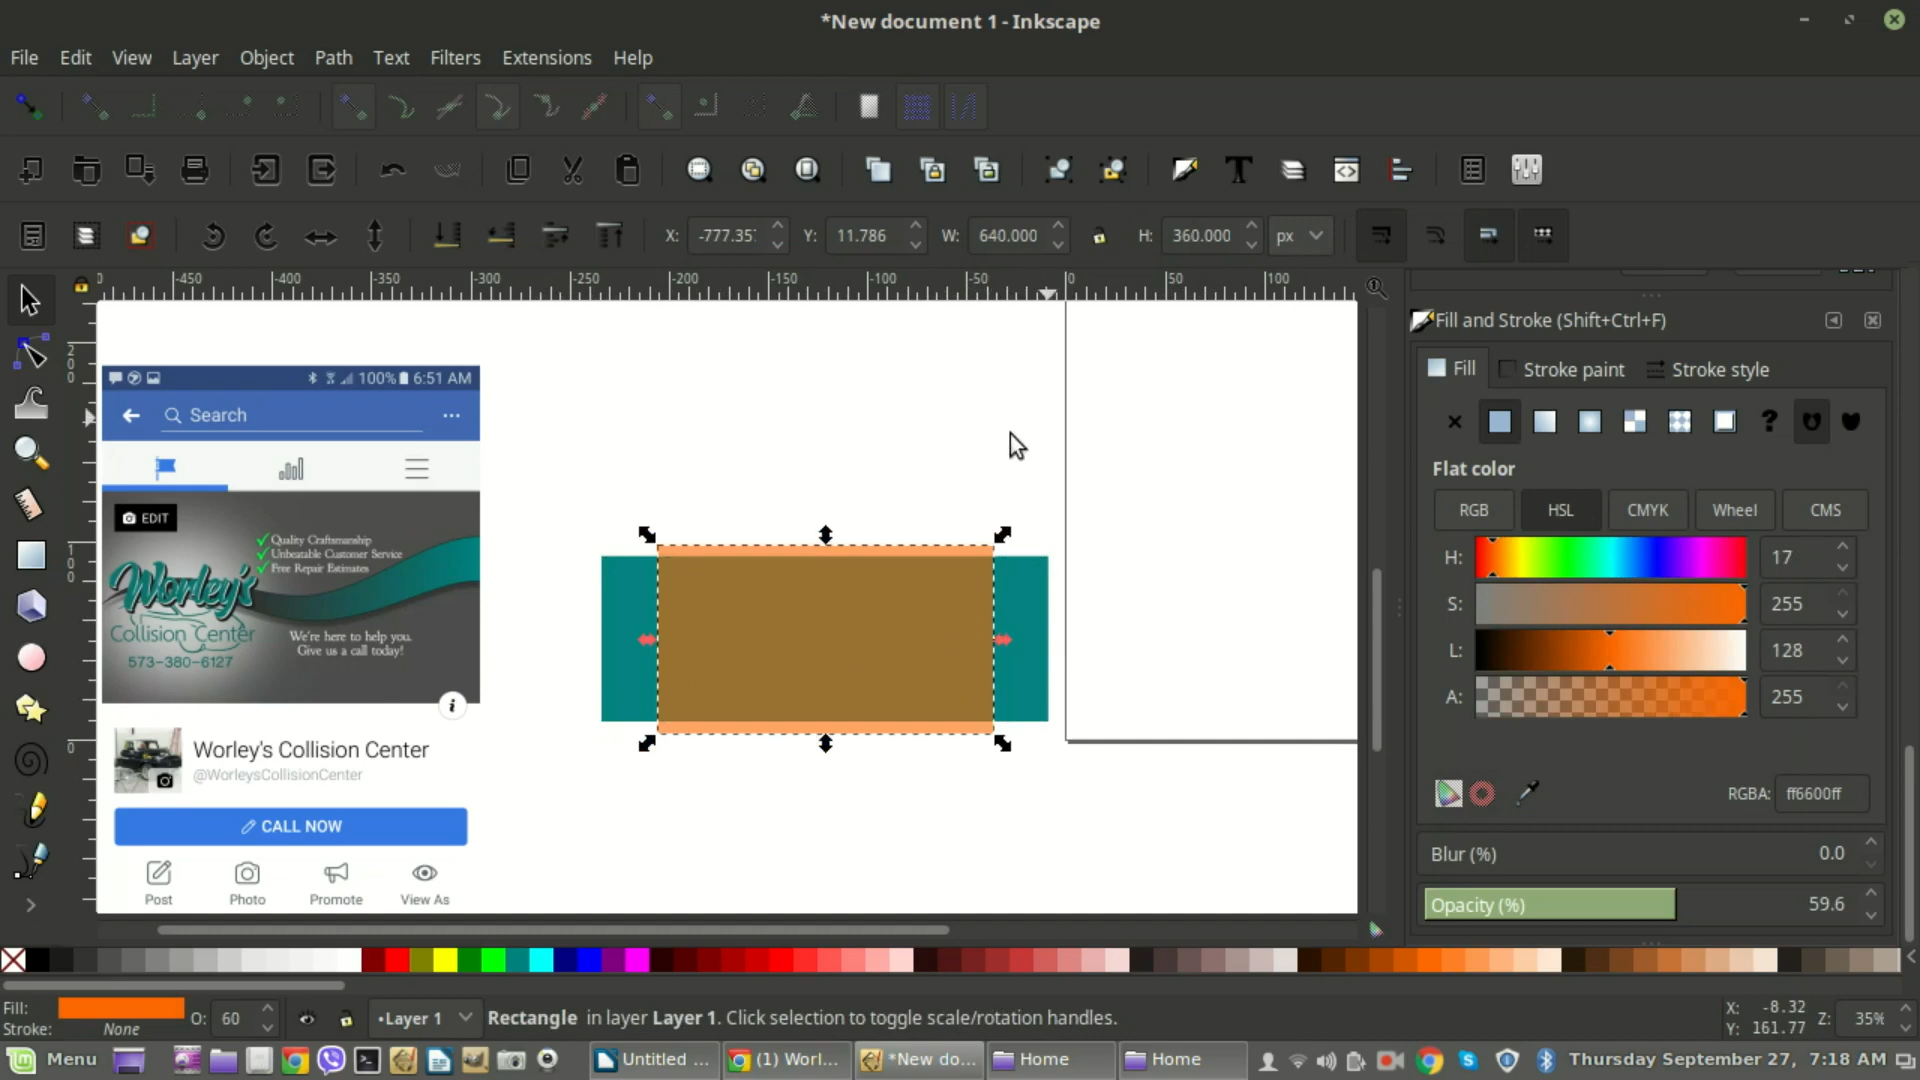 *New document 1 - Inkscape
File Edit View Layer Object Path Text Filters Extensions Help
X: -777.35 Y: 11.786 W: 640.000 H: 360.000 px
-450 -400 -350 -300 -250 -200 -150 -100 -50 0 50 100
200
100
0
100% 6:51 AM
Search
EDIT
Quality Craftsmanship
Unbeatable Customer Service
Free Repair Estimates
Worley's
Collision Center
573-380-6127
We're here to help you.
Give us a call today!
i
Worley's Collision Center
@WorleysCollisionCenter
CALL NOW
Post Photo Promote View As
Fill and Stroke (Shift+Ctrl+F)
Fill Stroke paint Stroke style
?
Flat color
RGB HSL CMYK Wheel CMS
H: 17
S: 255
L: 128
A: 255
RGBA: ff6600ff
Blur (%) 0.0
Opacity (%) 59.6
Fill:
Stroke: None
O: 60
•Layer 1
Rectangle in layer Layer 1. Click selection to toggle scale/rotation handles.
X: -8.32
Y: 161.77
Z: 35%
Menu Untitled ... (1) Worl... *New do... Home Home Thursday September 27, 7:18 AM